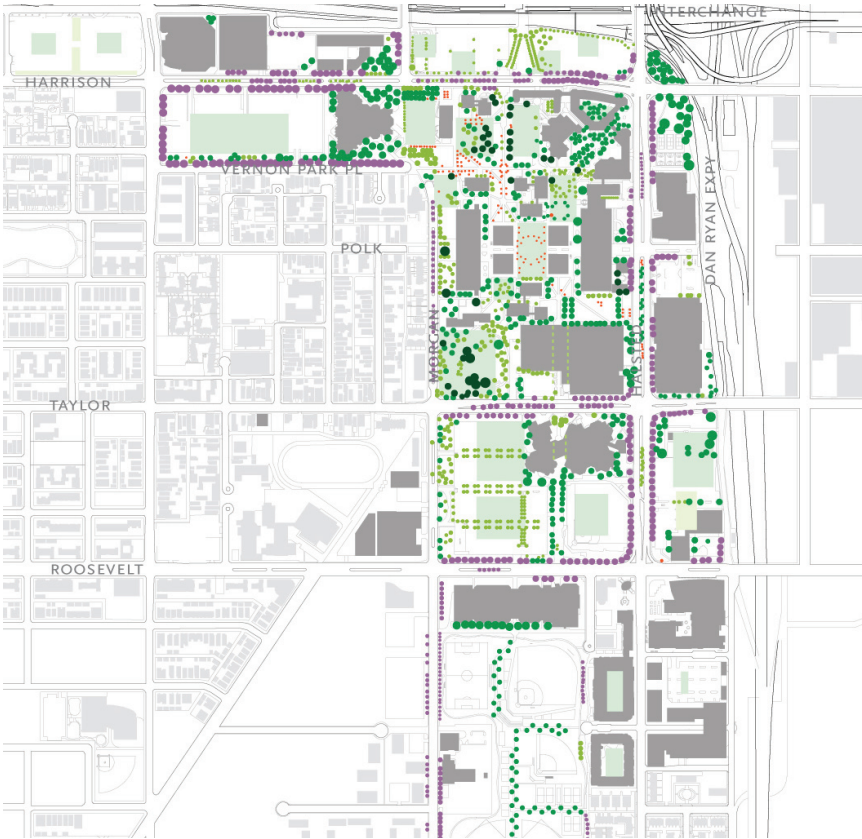 INTERCHANGE
HARRISON
VERNON PARK PL
DAN RYAN EXPY
POLK
MORGAN
HALSTED
TAYLOR
ROOSEVELT